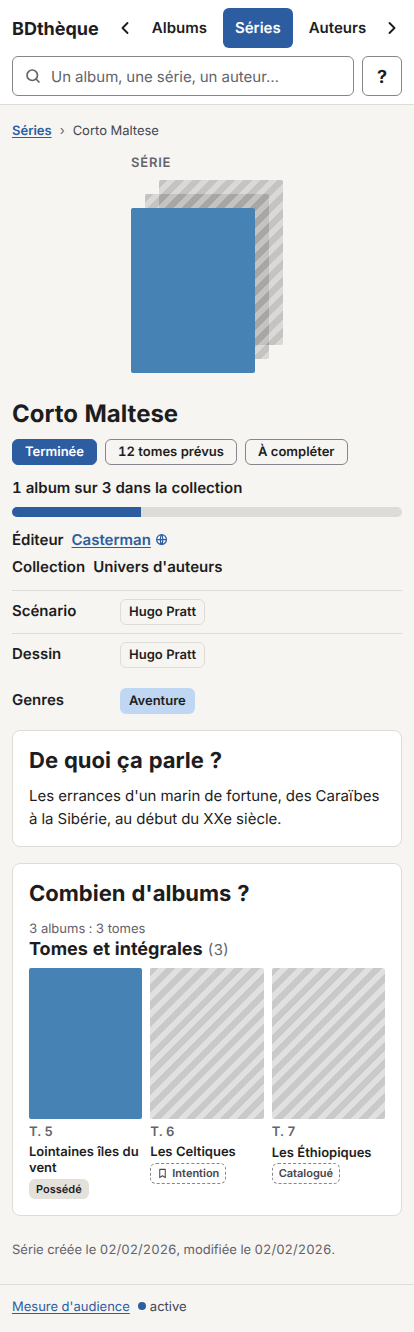 BDthèque
Albums
Séries
Auteurs
Un album, une série, un auteur...
?
Séries › Corto Maltese
SÉRIE
Corto Maltese
Terminée
12 tomes prévus
À compléter
1 album sur 3 dans la collection
Éditeur Casterman
Collection Univers d'auteurs
Scénario Hugo Pratt
Dessin Hugo Pratt
Genres Aventure
De quoi ça parle ?
Les errances d'un marin de fortune, des Caraïbes
à la Sibérie, au début du XXe siècle.
Combien d'albums ?
3 albums : 3 tomes
Tomes et intégrales (3)
T. 5
Lointaines îles du
vent
Possédé
T. 6
Les Celtiques
Intention
T. 7
Les Éthiopiques
Catalogué
Série créée le 02/02/2026, modifiée le 02/02/2026.
Mesure d'audience active